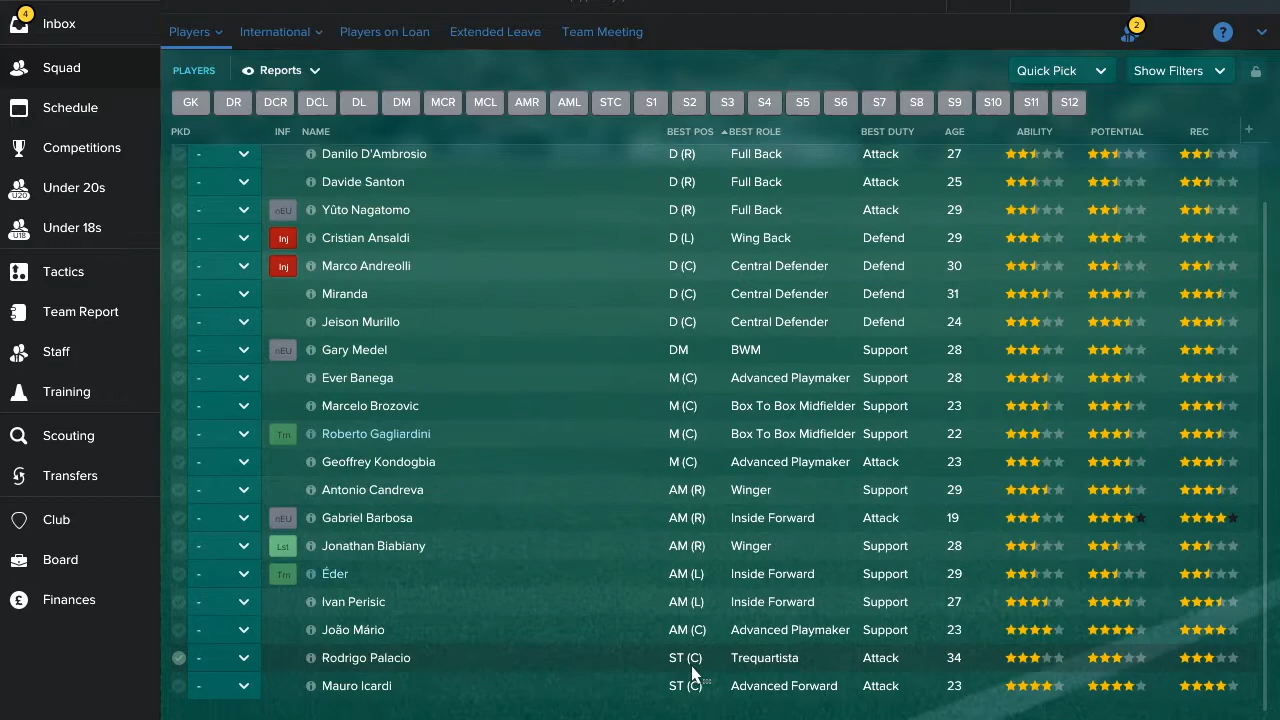 4
Inbox
Squad
Schedule
Competitions
U20 Under 20s
U18 Under 18s
Tactics
Team Report
Staff
Training
Scouting
Transfers
Club
Board
£ Finances
Players International Players on Loan Extended Leave Team Meeting 2 ?
PLAYERS Reports Quick Pick Show Filters
GK DR DCR DCL DL DM MCR MCL AMR AML STC S1 S2 S3 S4 S5 S6 S7 S8 S9 S10 S11 S12
PKD INF NAME BEST POS BEST ROLE BEST DUTY AGE ABILITY POTENTIAL REC +
- Danilo D'Ambrosio D (R) Full Back Attack 27
- Davide Santon D (R) Full Back Attack 25
- nEU Yûto Nagatomo D (R) Full Back Attack 29
- Inj Cristian Ansaldi D (L) Wing Back Defend 29
- Inj Marco Andreolli D (C) Central Defender Defend 30
- Miranda D (C) Central Defender Defend 31
- Jeison Murillo D (C) Central Defender Defend 24
- nEU Gary Medel DM BWM Support 28
- Ever Banega M (C) Advanced Playmaker Support 28
- Marcelo Brozovic M (C) Box To Box Midfielder Support 23
- Trn Roberto Gagliardini M (C) Box To Box Midfielder Support 22
- Geoffrey Kondogbia M (C) Advanced Playmaker Attack 23
- Antonio Candreva AM (R) Winger Support 29
- nEU Gabriel Barbosa AM (R) Inside Forward Attack 19
- Lst Jonathan Biabiany AM (R) Winger Support 28
- Trn Éder AM (L) Inside Forward Support 29
- Ivan Perisic AM (L) Inside Forward Support 27
- João Mário AM (C) Advanced Playmaker Support 23
- Rodrigo Palacio ST (C) Trequartista Attack 34
- Mauro Icardi ST (C) Advanced Forward Attack 23